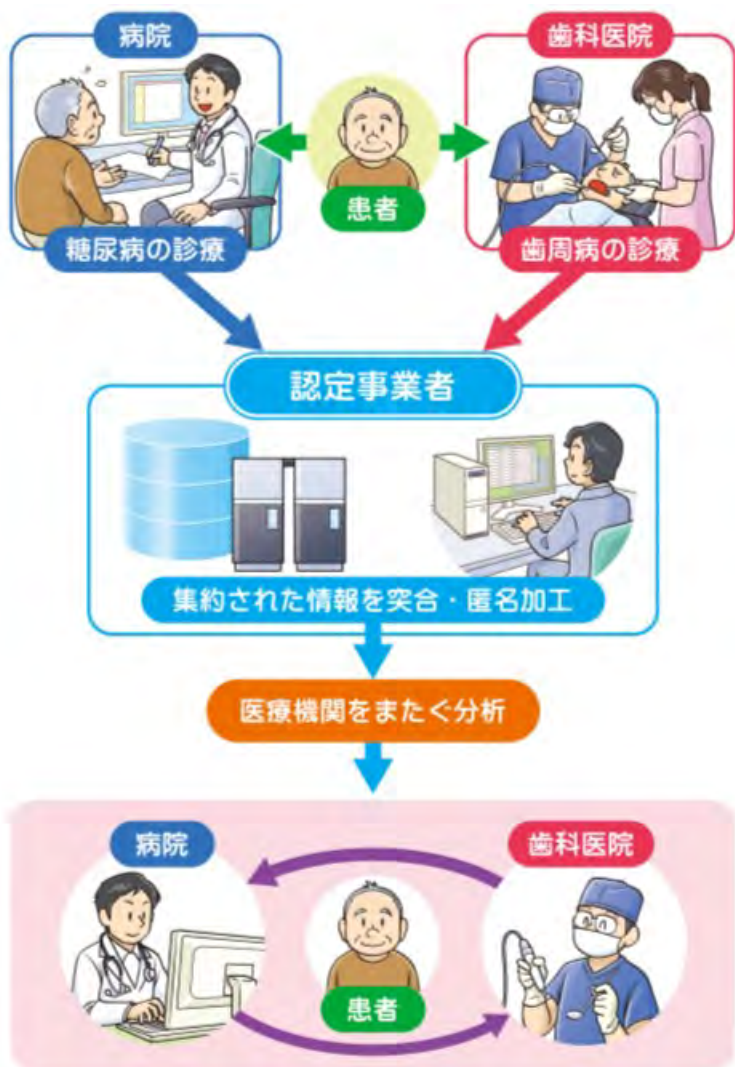 病院
歯科医院
患者
糖尿病の診療
歯周病の診療
認定事業者
集約された情報を突合・匿名加工
医療機関をまたぐ分析
病院
歯科医院
患者